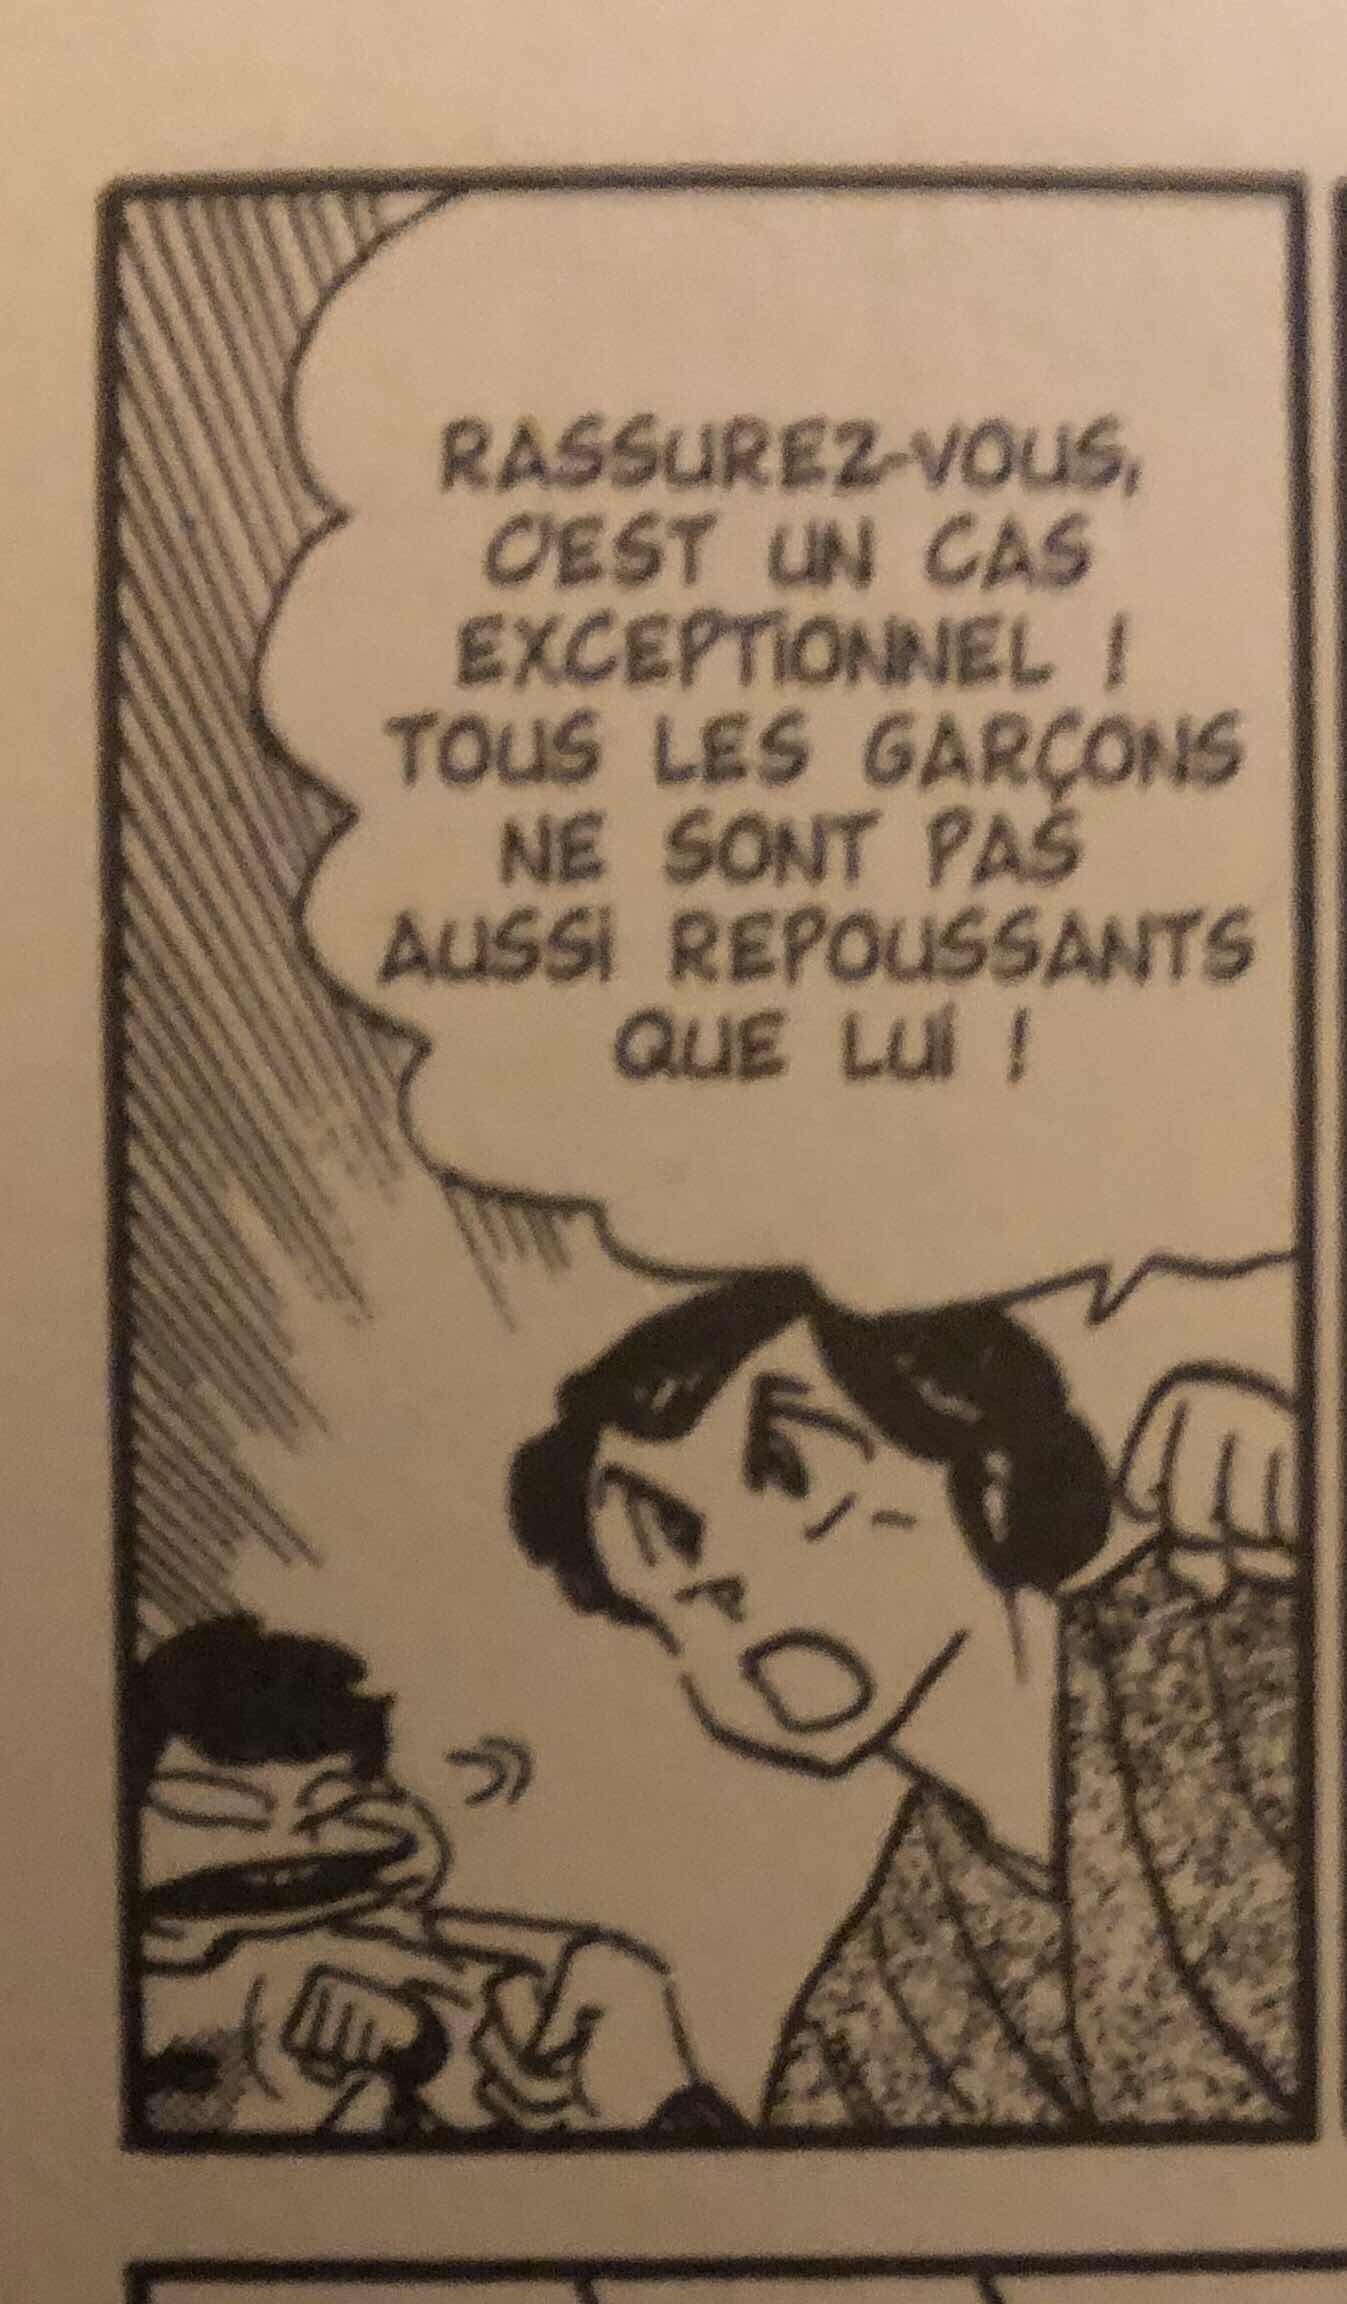 RASSUREZ-VOUS,
C'EST UN CAS
EXCEPTIONNEL !
TOUS LES GARÇONS
NE SONT PAS
AUSSI REPOUSSANTS
QUE LUI !